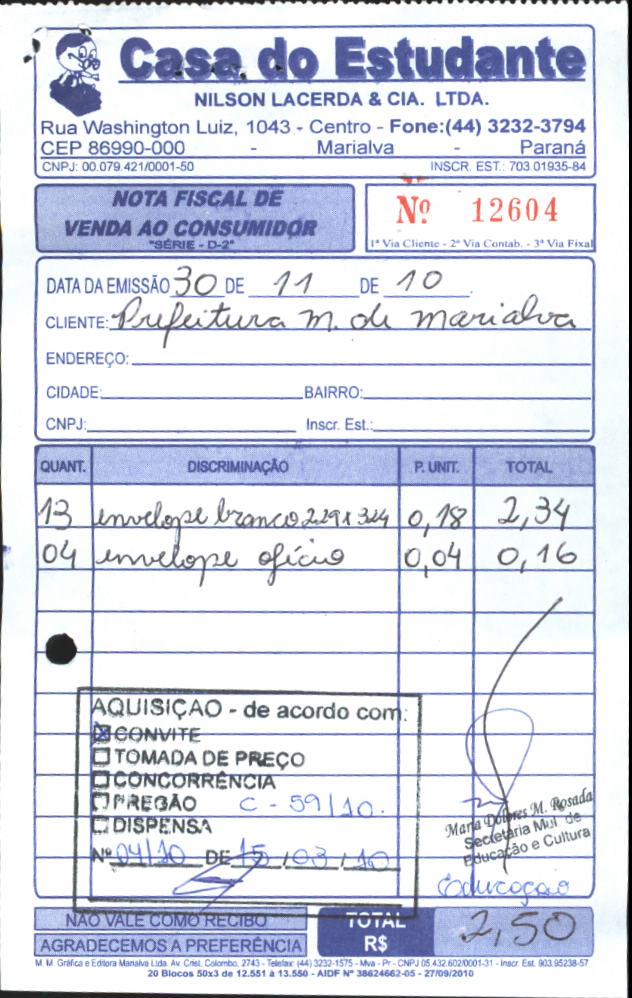 Casa do Estudante
NILSON LACERDA & CIA. LTDA.
Rua Washington Luiz, 1043 - Centro - Fone:(44) 3232-3794
CEP 86990-000 - Marialva - Paraná
CNPJ: 00.079.421/0001-50 INSCR. EST.: 703.01935-84
NOTA FISCAL DE
VENDA AO CONSUMIDOR
"SÉRIE - D-2"
Nº 12604
1ª Via Cliente - 2ª Via Contab. - 3ª Via Fixa
DATA DA EMISSÃO 30 DE 11 DE 10
CLIENTE: Prefeitura m. de marialva
ENDEREÇO:
CIDADE: BAIRRO:
CNPJ: Inscr. Est.:
QUANT. DISCRIMINAÇÃO P. UNIT. TOTAL
13 envelope branco 229x324 0,18 2,34
04 envelope ofício 0,04 0,16
AQUISIÇÃO - de acordo com:
CONVITE
TOMADA DE PREÇO
CONCORRÊNCIA
PREGÃO C - 59/10.
DISPENSA
Nº 04/10 DE 15 / 03 / 10
Maria Dolores M. Rosada
Secretária Mul. de
Educação e Cultura
Educação
NÃO VALE COMO RECIBO
AGRADECEMOS A PREFERÊNCIA
TOTAL R$ 2,50
M. M. Gráfica e Editora Marialva Ltda. Av. Crist. Colombo, 2743 - Telefax: (44) 3232-1575 - Mva - Pr - CNPJ 05.432.602/0001-31 - Inscr. Est. 903.95238-57
20 Blocos 50x3 de 12.551 à 13.550 - AIDF Nº 38624662-05 - 27/09/2010